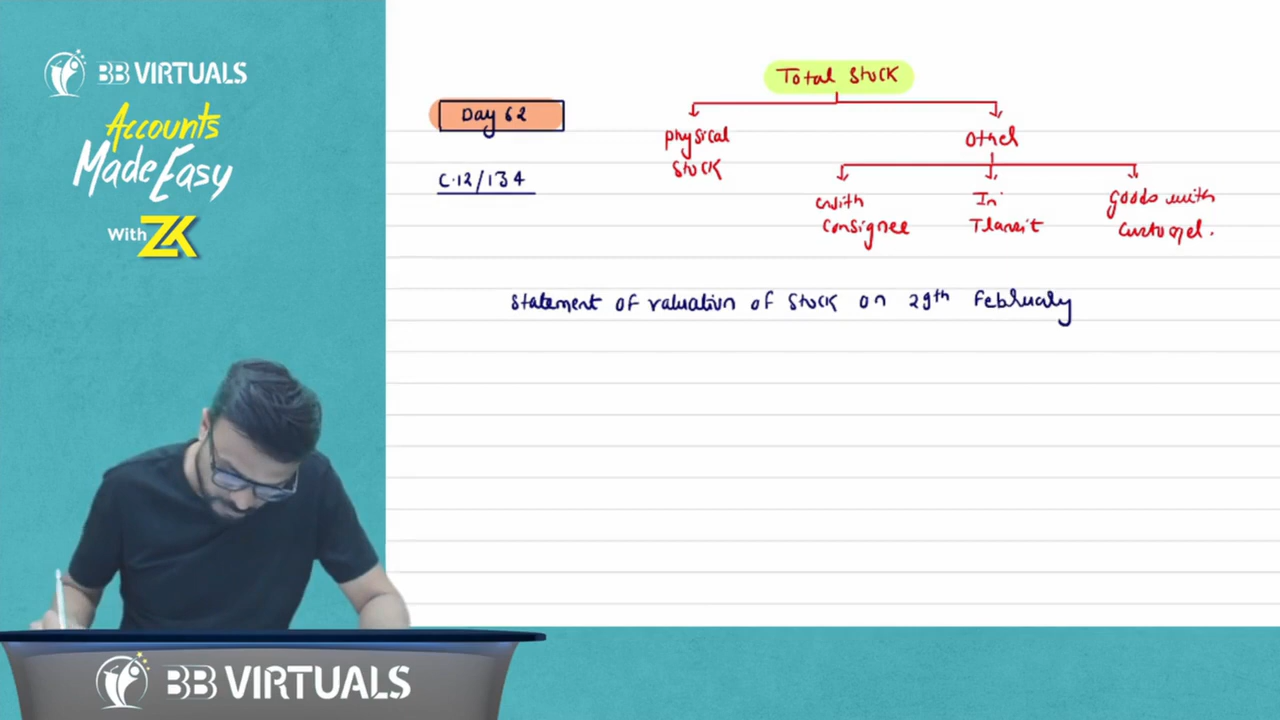 BB VIRTUALS
Accounts
Made Easy
With ZK
Day 62
C.12/134
Total Stock
Physical
Stock
Other
With
Consignee
In
Transit
Goods with
Customer.
Statement of valuation of Stock on 29th February
BB VIRTUALS